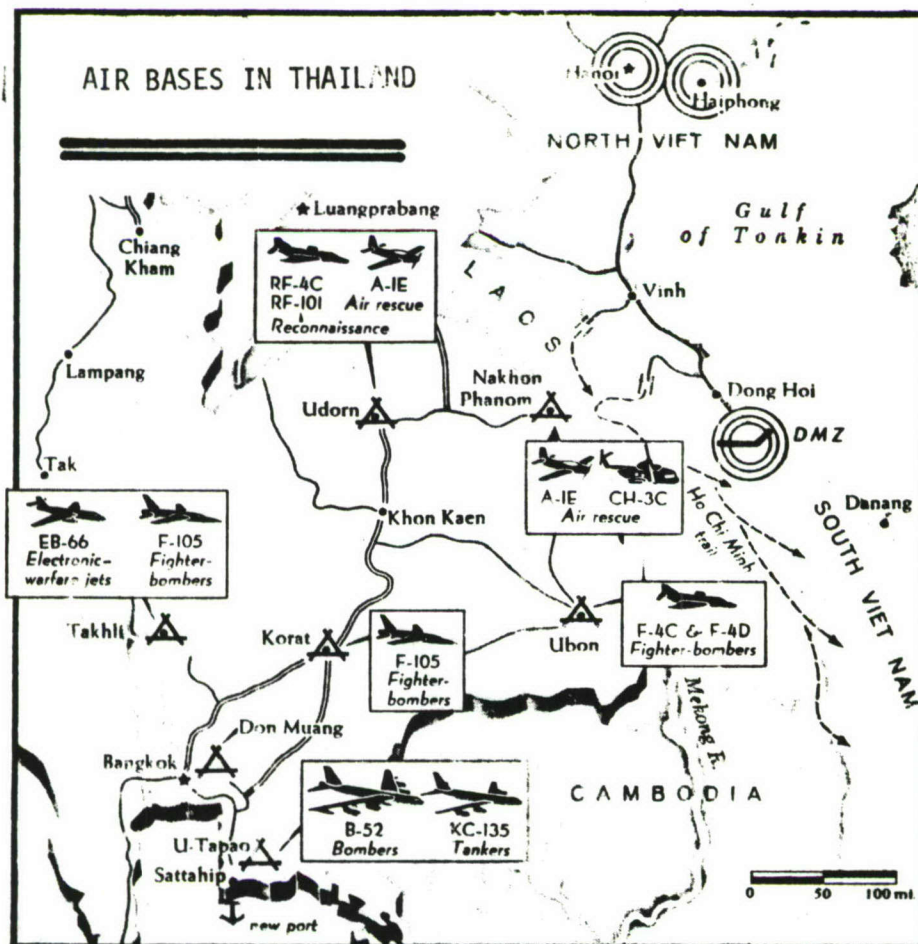 AIR BASES IN THAILAND
Hanoi
Haiphong
NORTH VIET NAM
Luangprabang
Gulf
of Tonkin
Chiang
Kham
RF-4C
RF-101
Reconnaissance
A-1E
Air rescue
LAOS
Vinh
Lampang
Nakhon
Phanom
Udorn
Dong Hoi
DMZ
Tak
A-1E
CH-3C
Air rescue
Khon Kaen
Ho Chi Minh
trail
Danang
SOUTH VIET NAM
EB-66
Electronic-
warfare jets
F-105
Fighter-
bombers
Takhli
Korat
Ubon
F-4C & F-4D
Fighter-bombers
F-105
Fighter-
bombers
Mekong R.
Don Muang
Bangkok
CAMBODIA
B-52
Bombers
KC-135
Tankers
U-Tapao
Sattahip
new port
0 50 100 mi.